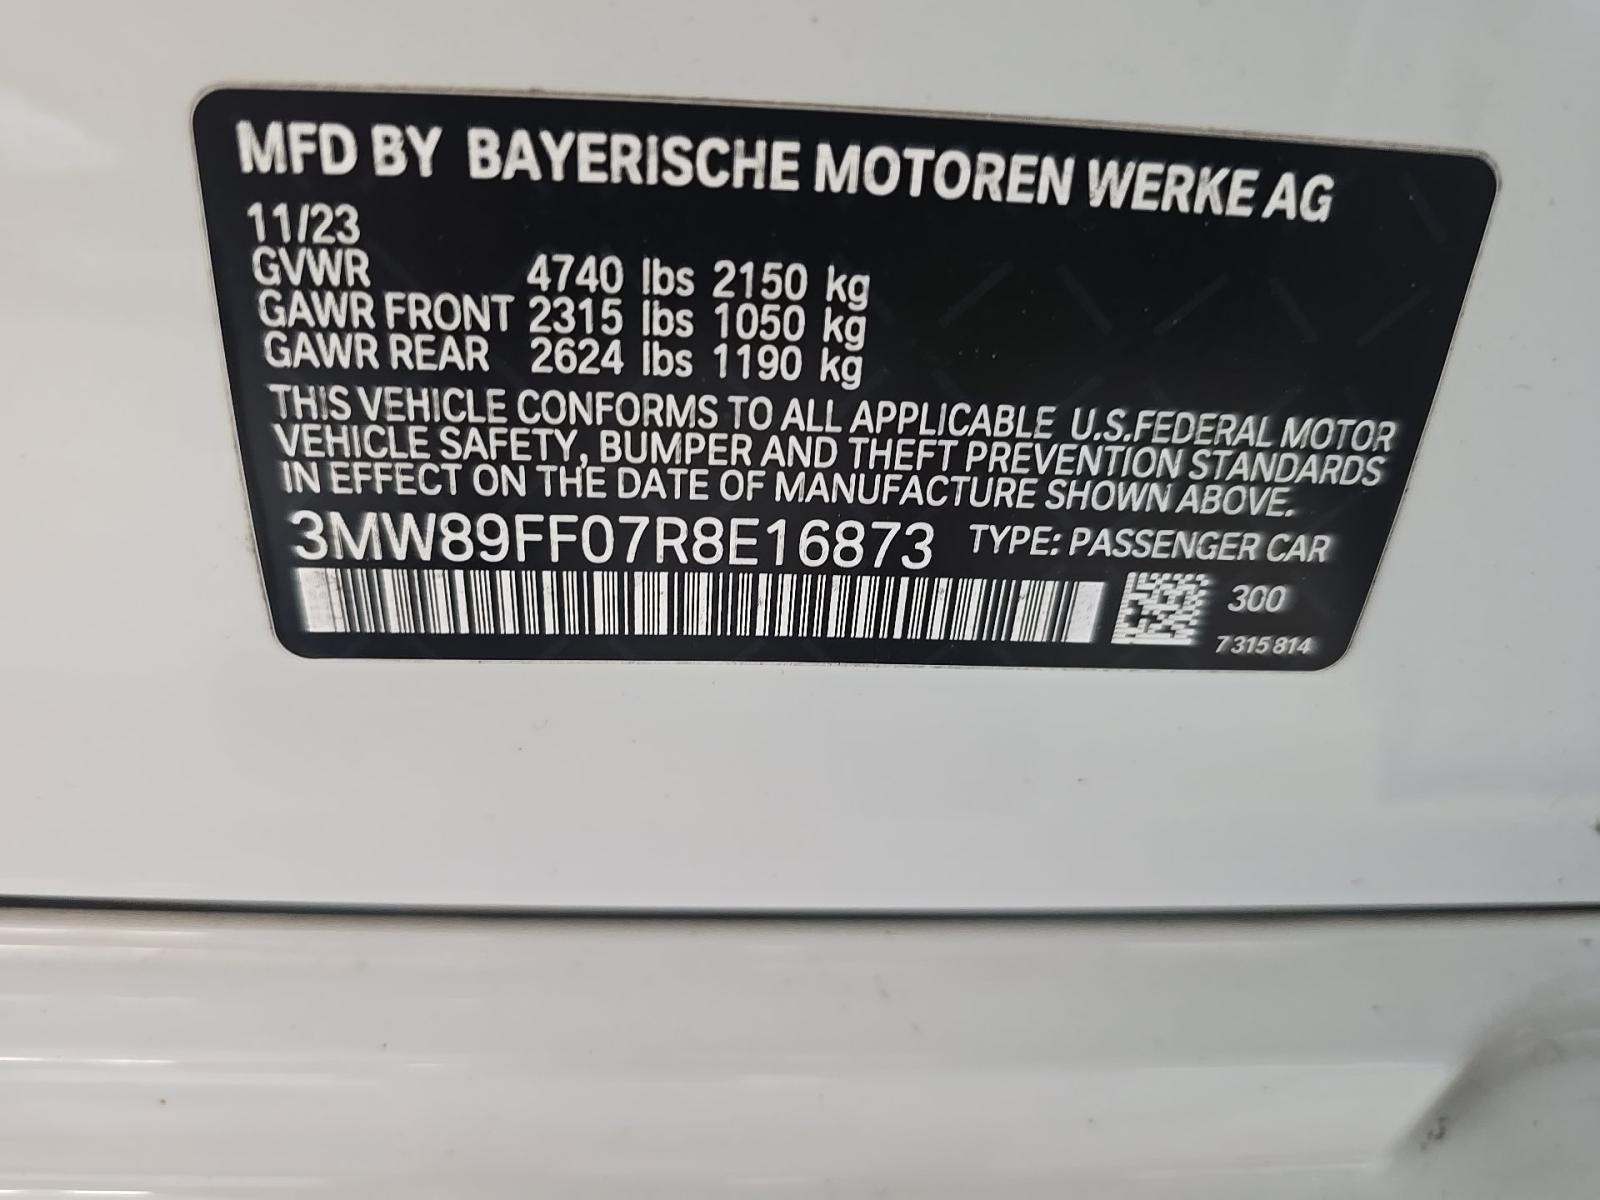 MFD BY BAYERISCHE MOTOREN WERKE AG
11/23
GVWR 4740 lbs 2150 kg
GAWR FRONT 2315 lbs 1050 kg
GAWR REAR 2624 lbs 1190 kg
THIS VEHICLE CONFORMS TO ALL APPLICABLE U.S.FEDERAL MOTOR
VEHICLE SAFETY, BUMPER AND THEFT PREVENTION STANDARDS
IN EFFECT ON THE DATE OF MANUFACTURE SHOWN ABOVE.
3MW89FF07R8E16873 TYPE: PASSENGER CAR
300
7 315 814